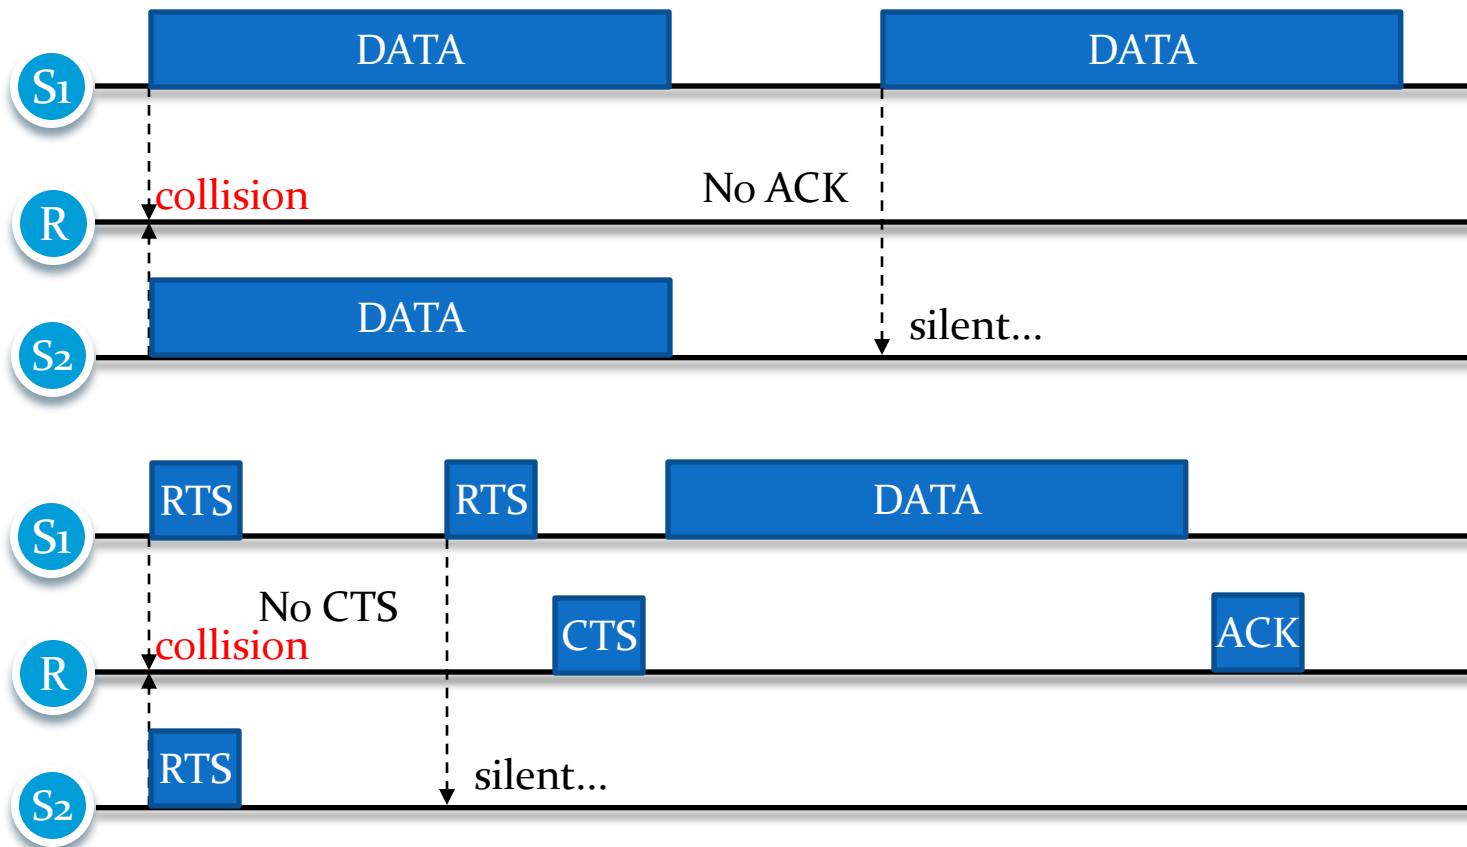 S1
DATA
DATA
R
collision
No ACK
S2
DATA
silent...
S1
RTS
RTS
DATA
No CTS
R
collision
CTS
ACK
S2
RTS
silent...